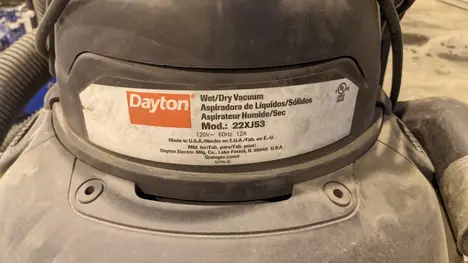 Dayton
Wet/Dry Vacuum
Aspiradora de Líquidos/Sólidos
Aspirateur Humide/Sec
Mod.: 22XJ53
120V~ 60Hz 12A
Made in U.S.A./Hecho en E.U.A./Fab. en E.-U.
Mfd. for/Fab. para/Fab. pour:
Dayton Electric Mfg. Co., Lake Forest, IL 60045 U.S.A.
Grainger.com®